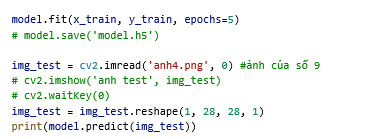 model.fit(x_train, y_train, epochs=5)
# model.save('model.h5')
img_test = cv2.imread('anh4.png', 0) #ảnh của số 9
# cv2.imshow('anh test', img_test)
# cv2.waitKey(0)
img_test = img_test.reshape(1, 28, 28, 1)
print(model.predict(img_test))